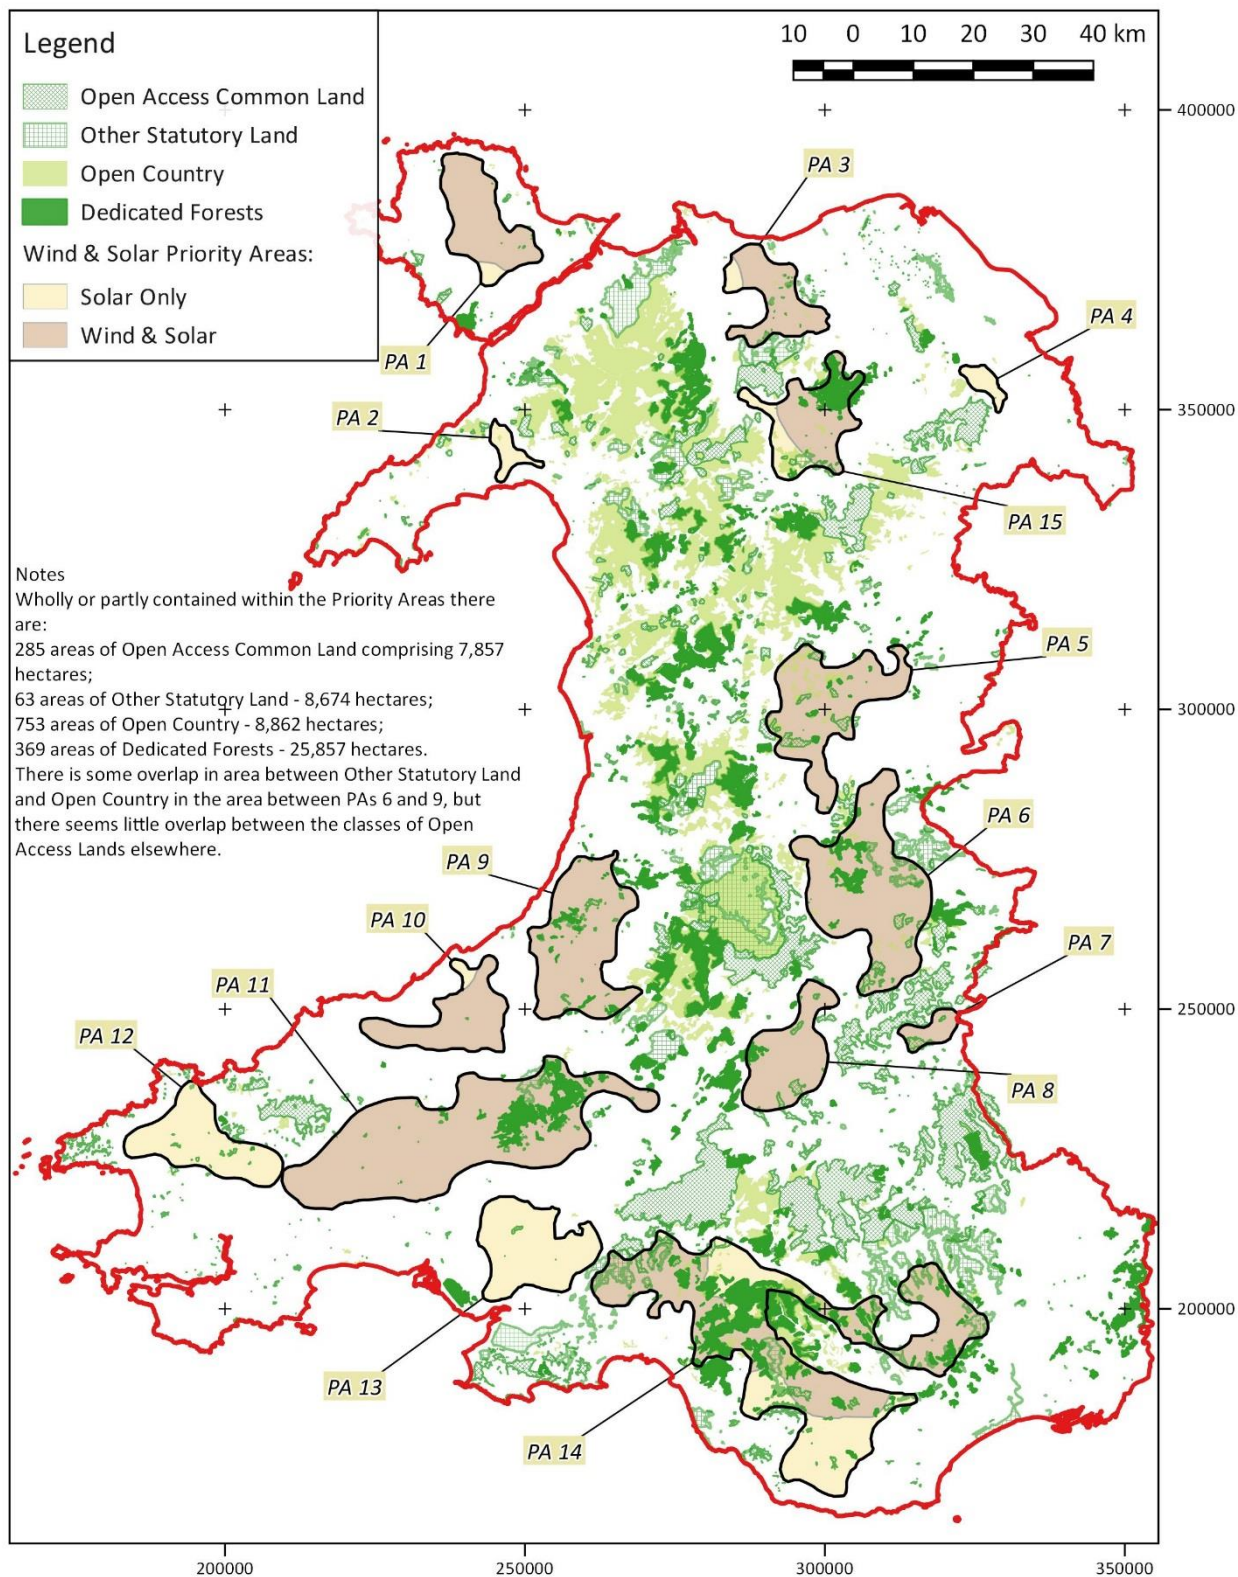 Legend
Open Access Common Land
Other Statutory Land
Open Country
Dedicated Forests
Wind & Solar Priority Areas:
Solar Only
Wind & Solar
10 0 10 20 30 40 km
400000
PA 3
PA 4
PA 1
PA 2
350000
PA 15
Notes
Wholly or partly contained within the Priority Areas there
are:
285 areas of Open Access Common Land comprising 7,857
hectares;
63 areas of Other Statutory Land - 8,674 hectares;
753 areas of Open Country - 8,862 hectares;
369 areas of Dedicated Forests - 25,857 hectares.
There is some overlap in area between Other Statutory Land
and Open Country in the area between PAs 6 and 9, but
there seems little overlap between the classes of Open
Access Lands elsewhere.
PA 5
300000
PA 6
PA 9
PA 10
PA 7
PA 11
250000
PA 12
PA 8
200000
PA 13
PA 14
200000 250000 300000 350000